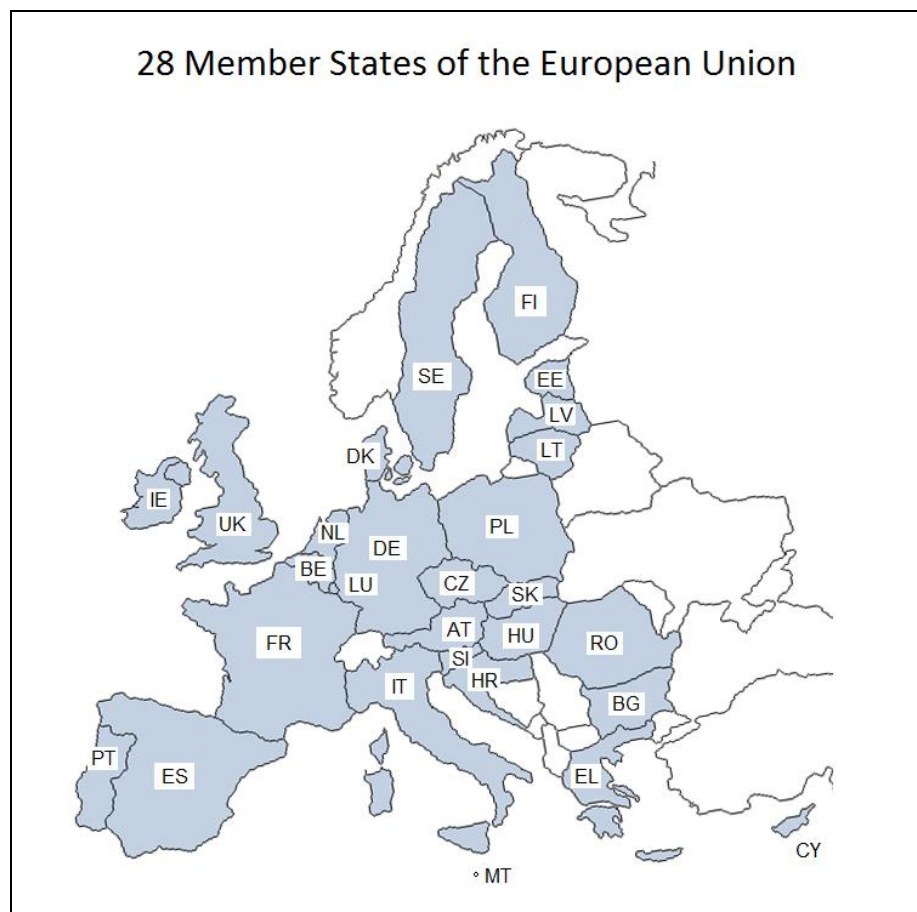 28 Member States of the European Union
FI
SE
EE
LV
LT
DK
IE
UK
NL
DE
PL
BE
LU
CZ
SK
FR
AT
HU
RO
SI
HR
IT
BG
PT
ES
EL
CY
MT